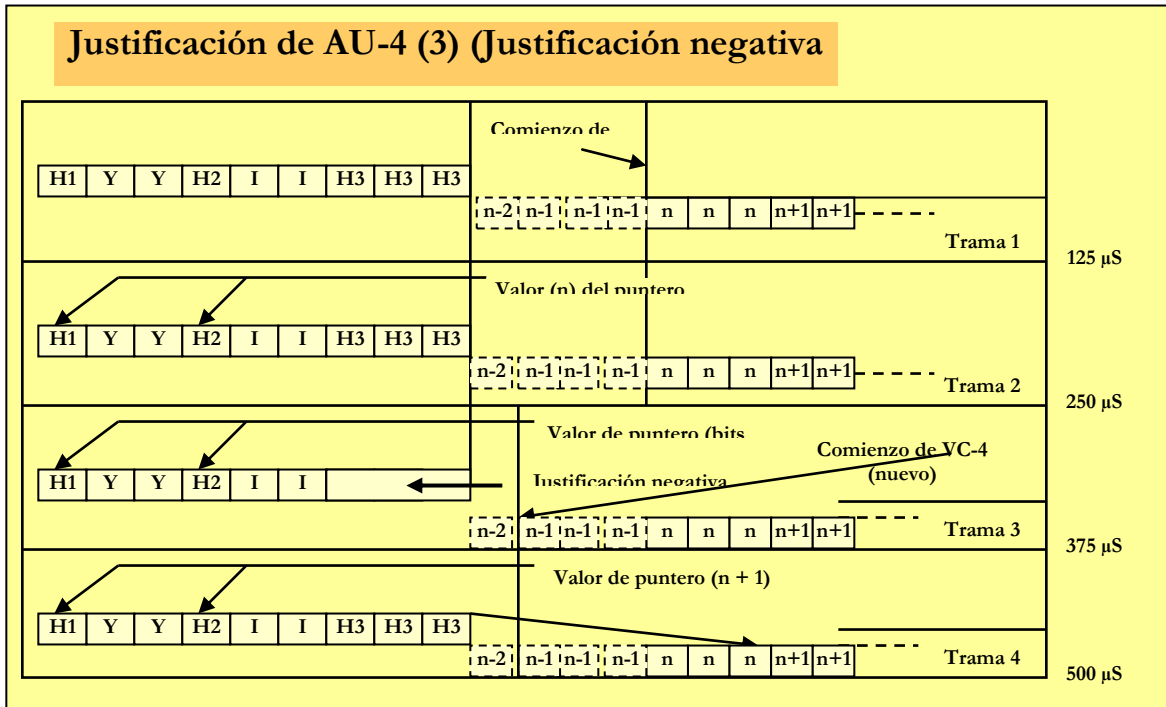 Justificación de AU-4 (3) (Justificación negativa
Comienzo de
H1 Y Y H2 I I H3 H3 H3
n-2 n-1 n-1 n-1 n n n n+1 n+1
Trama 1
125 µS
Valor (n) del puntero
H1 Y Y H2 I I H3 H3 H3
n-2 n-1 n-1 n-1 n n n n+1 n+1
Trama 2
250 µS
Valor de puntero (bits
Comienzo de VC-4
(nuevo)
H1 Y Y H2 I I
Justificación negativa
n-2 n-1 n-1 n-1 n n n n+1 n+1
Trama 3
375 µS
Valor de puntero (n + 1)
H1 Y Y H2 I I H3 H3 H3
n-2 n-1 n-1 n-1 n n n n+1 n+1
Trama 4
500 µS